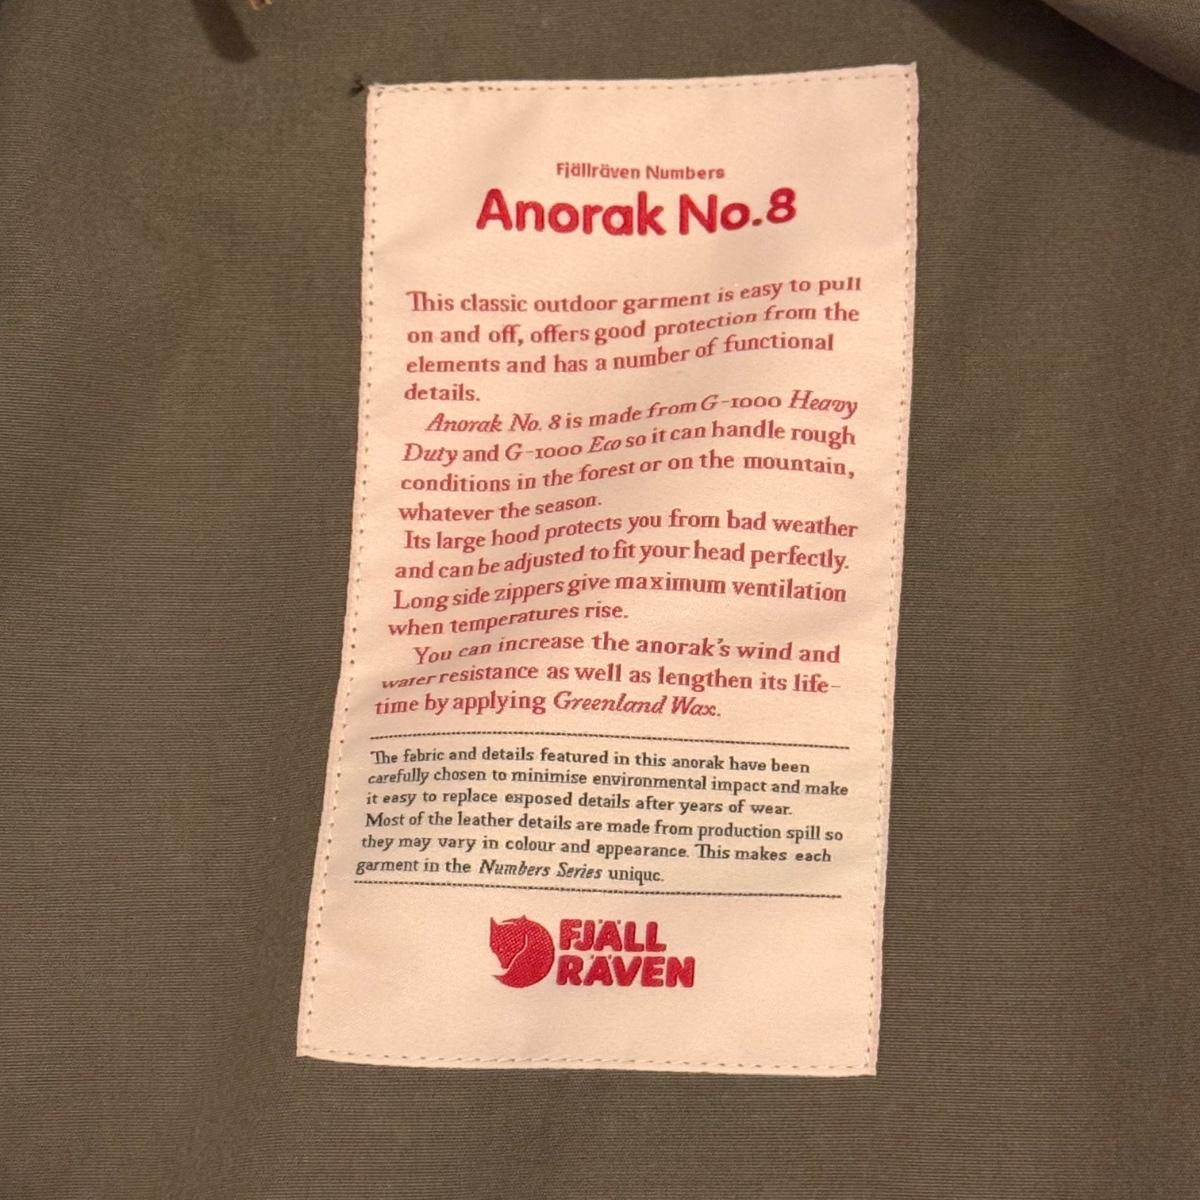 Fjällräven Numbers
Anorak No.8
This classic outdoor garment is easy to pull
on and off, offers good protection from the
elements and has a number of functional
details.
Anorak No. 8 is made from G-1000 Heavy
Duty and G-1000 Eco so it can handle rough
conditions in the forest or on the mountain,
whatever the season.
Its large hood protects you from bad weather
and can be adjusted to fit your head perfectly.
Long side zippers give maximum ventilation
when temperatures rise.
You can increase the anorak's wind and
water resistance as well as lengthen its life-
time by applying Greenland Wax.
The fabric and details featured in this anorak have been
carefully chosen to minimise environmental impact and make
it easy to replace exposed details after years of wear.
Most of the leather details are made from production spill so
they may vary in colour and appearance. This makes each
garment in the Numbers Series unique.
FJÄLL
RÄVEN